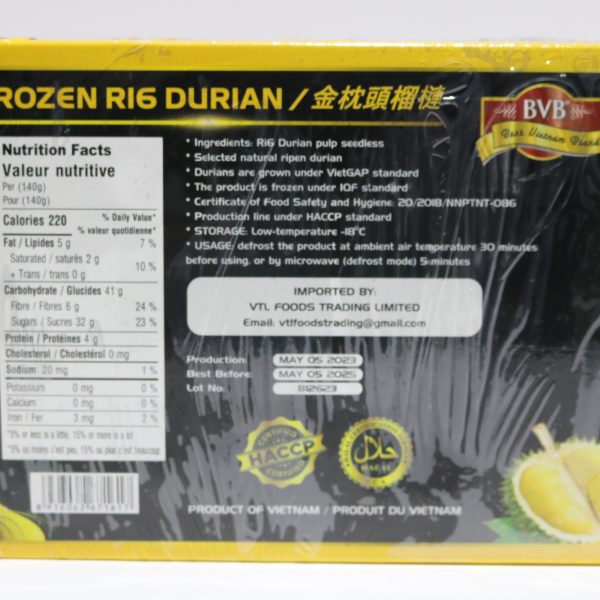 ROZEN RI6 DURIAN / 金枕頭榴槤
BVB
Best Vietnam Brand
Nutrition Facts
Valeur nutritive
Per (140g)
Pour (140g)
Calories 220
% Daily Value*
% valeur quotidienne*
Fat / Lipides 5 g 7 %
Saturated / saturés 2 g
+ Trans / trans 0 g
10 %
Carbohydrate / Glucides 41 g
Fibre / Fibres 6 g 24 %
Sugars / Sucres 32 g 23 %
Protein / Protéines 4 g
Cholesterol / Cholestérol 0 mg
Sodium 20 mg 1 %
Potassium 0 mg 0 %
Calcium 0 mg 0 %
Iron / Fer 3 mg 2 %
*5% or less is a little, 15% or more is a lot
*5% ou moins c'est peu, 15% ou plus c'est beaucoup
* Ingredients: RI6 Durian pulp seedless
* Selected natural ripen durian
* Durians are grown under VietGAP standard
* The product is frozen under IQF standard
* Certificate of Food Safety and Hygiene: 20/2018/NNPTNT-086
* Production line under HACCP standard
* STORAGE: Low-temperature -18°C
* USAGE: defrost the product at ambient air temperature 30 minutes
before using, or by microwave (defrost mode) 5 minutes
IMPORTED BY:
VTL FOODS TRADING LIMITED
Email: vtlfoodstrading@gmail.com
Production: MAY 05 2023
Best Before: MAY 05 2025
Lot No: 812623
CERTIFIED
HACCP
CERTIFIED
حلال
HALAL
8 936062 671617
PRODUCT OF VIETNAM / PRODUIT DU VIETNAM